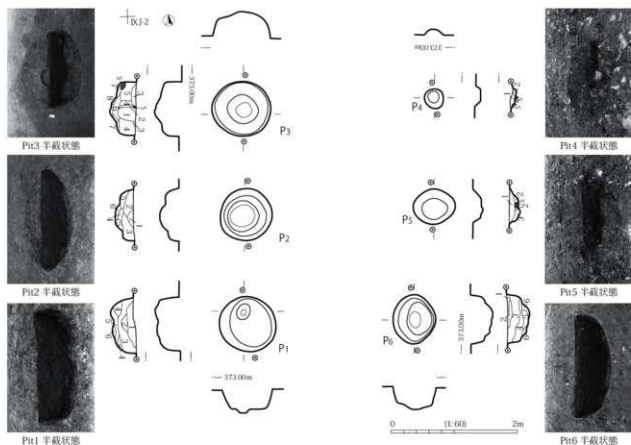 IXJ-2
373.00m
373.00m
Pit3 半截状態
P3
P4
Pit4 半截状態
Pit2 半截状態
P2
P5
Pit5 半截状態
Pit1 半截状態
P1
P6
373.00m
373.00m
0 (1:60) 2m
Pit6 半截状態